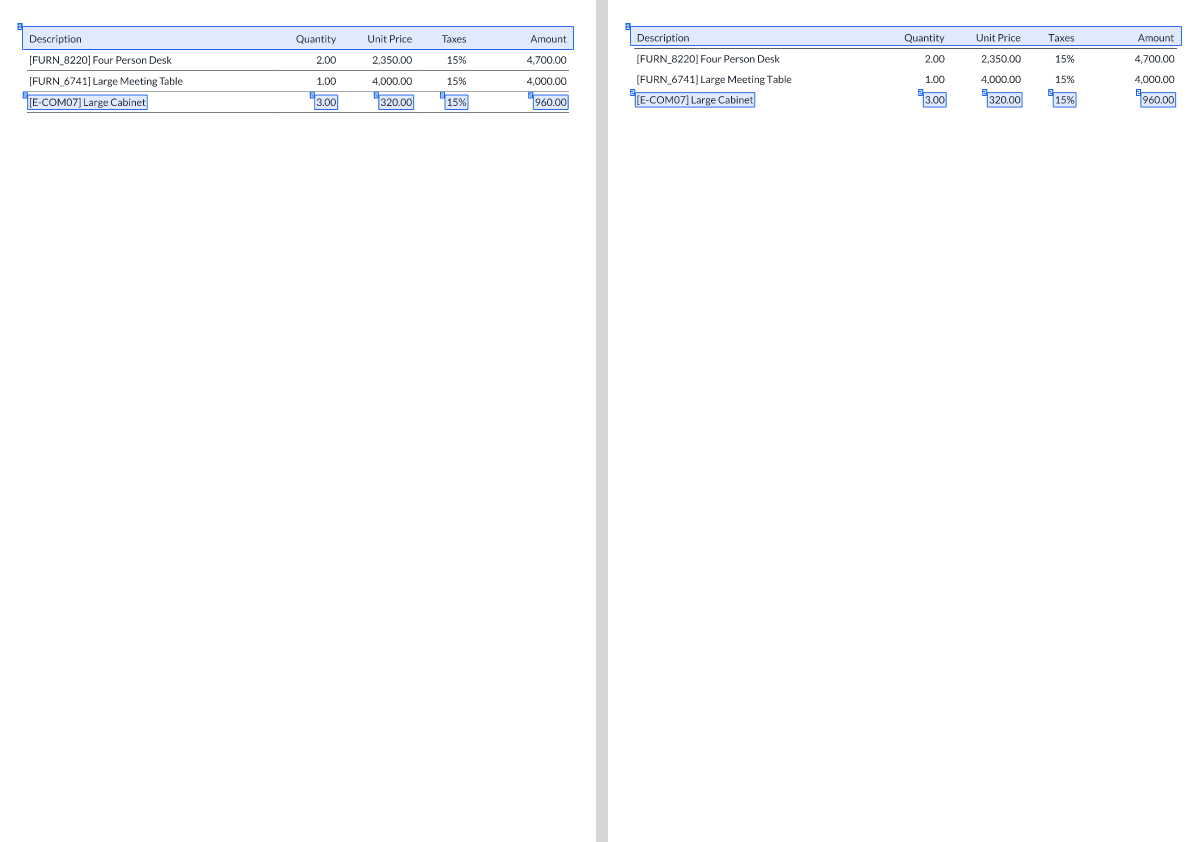 Description Quantity Unit Price Taxes Amount
[FURN_8220] Four Person Desk 2.00 2,350.00 15% 4,700.00
[FURN_6741] Large Meeting Table 1.00 4,000.00 15% 4,000.00
[E-COM07] Large Cabinet 3.00 320.00 15% 960.00
Description Quantity Unit Price Taxes Amount
[FURN_8220] Four Person Desk 2.00 2,350.00 15% 4,700.00
[FURN_6741] Large Meeting Table 1.00 4,000.00 15% 4,000.00
[E-COM07] Large Cabinet 3.00 320.00 15% 960.00